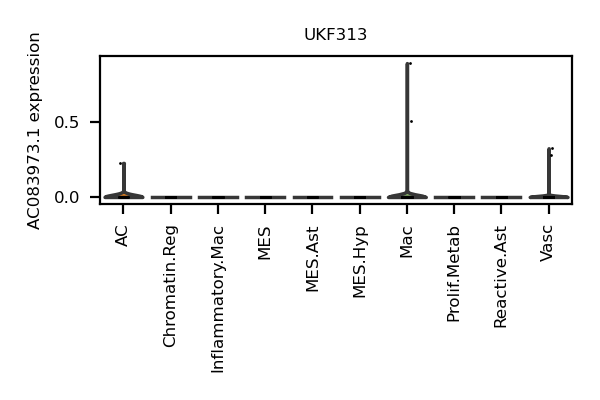 UKF313
AC083973.1 expression
0.5
0.0
AC
Chromatin.Reg
Inflammatory.Mac
MES
MES.Ast
MES.Hyp
Mac
Prolif.Metab
Reactive.Ast
Vasc